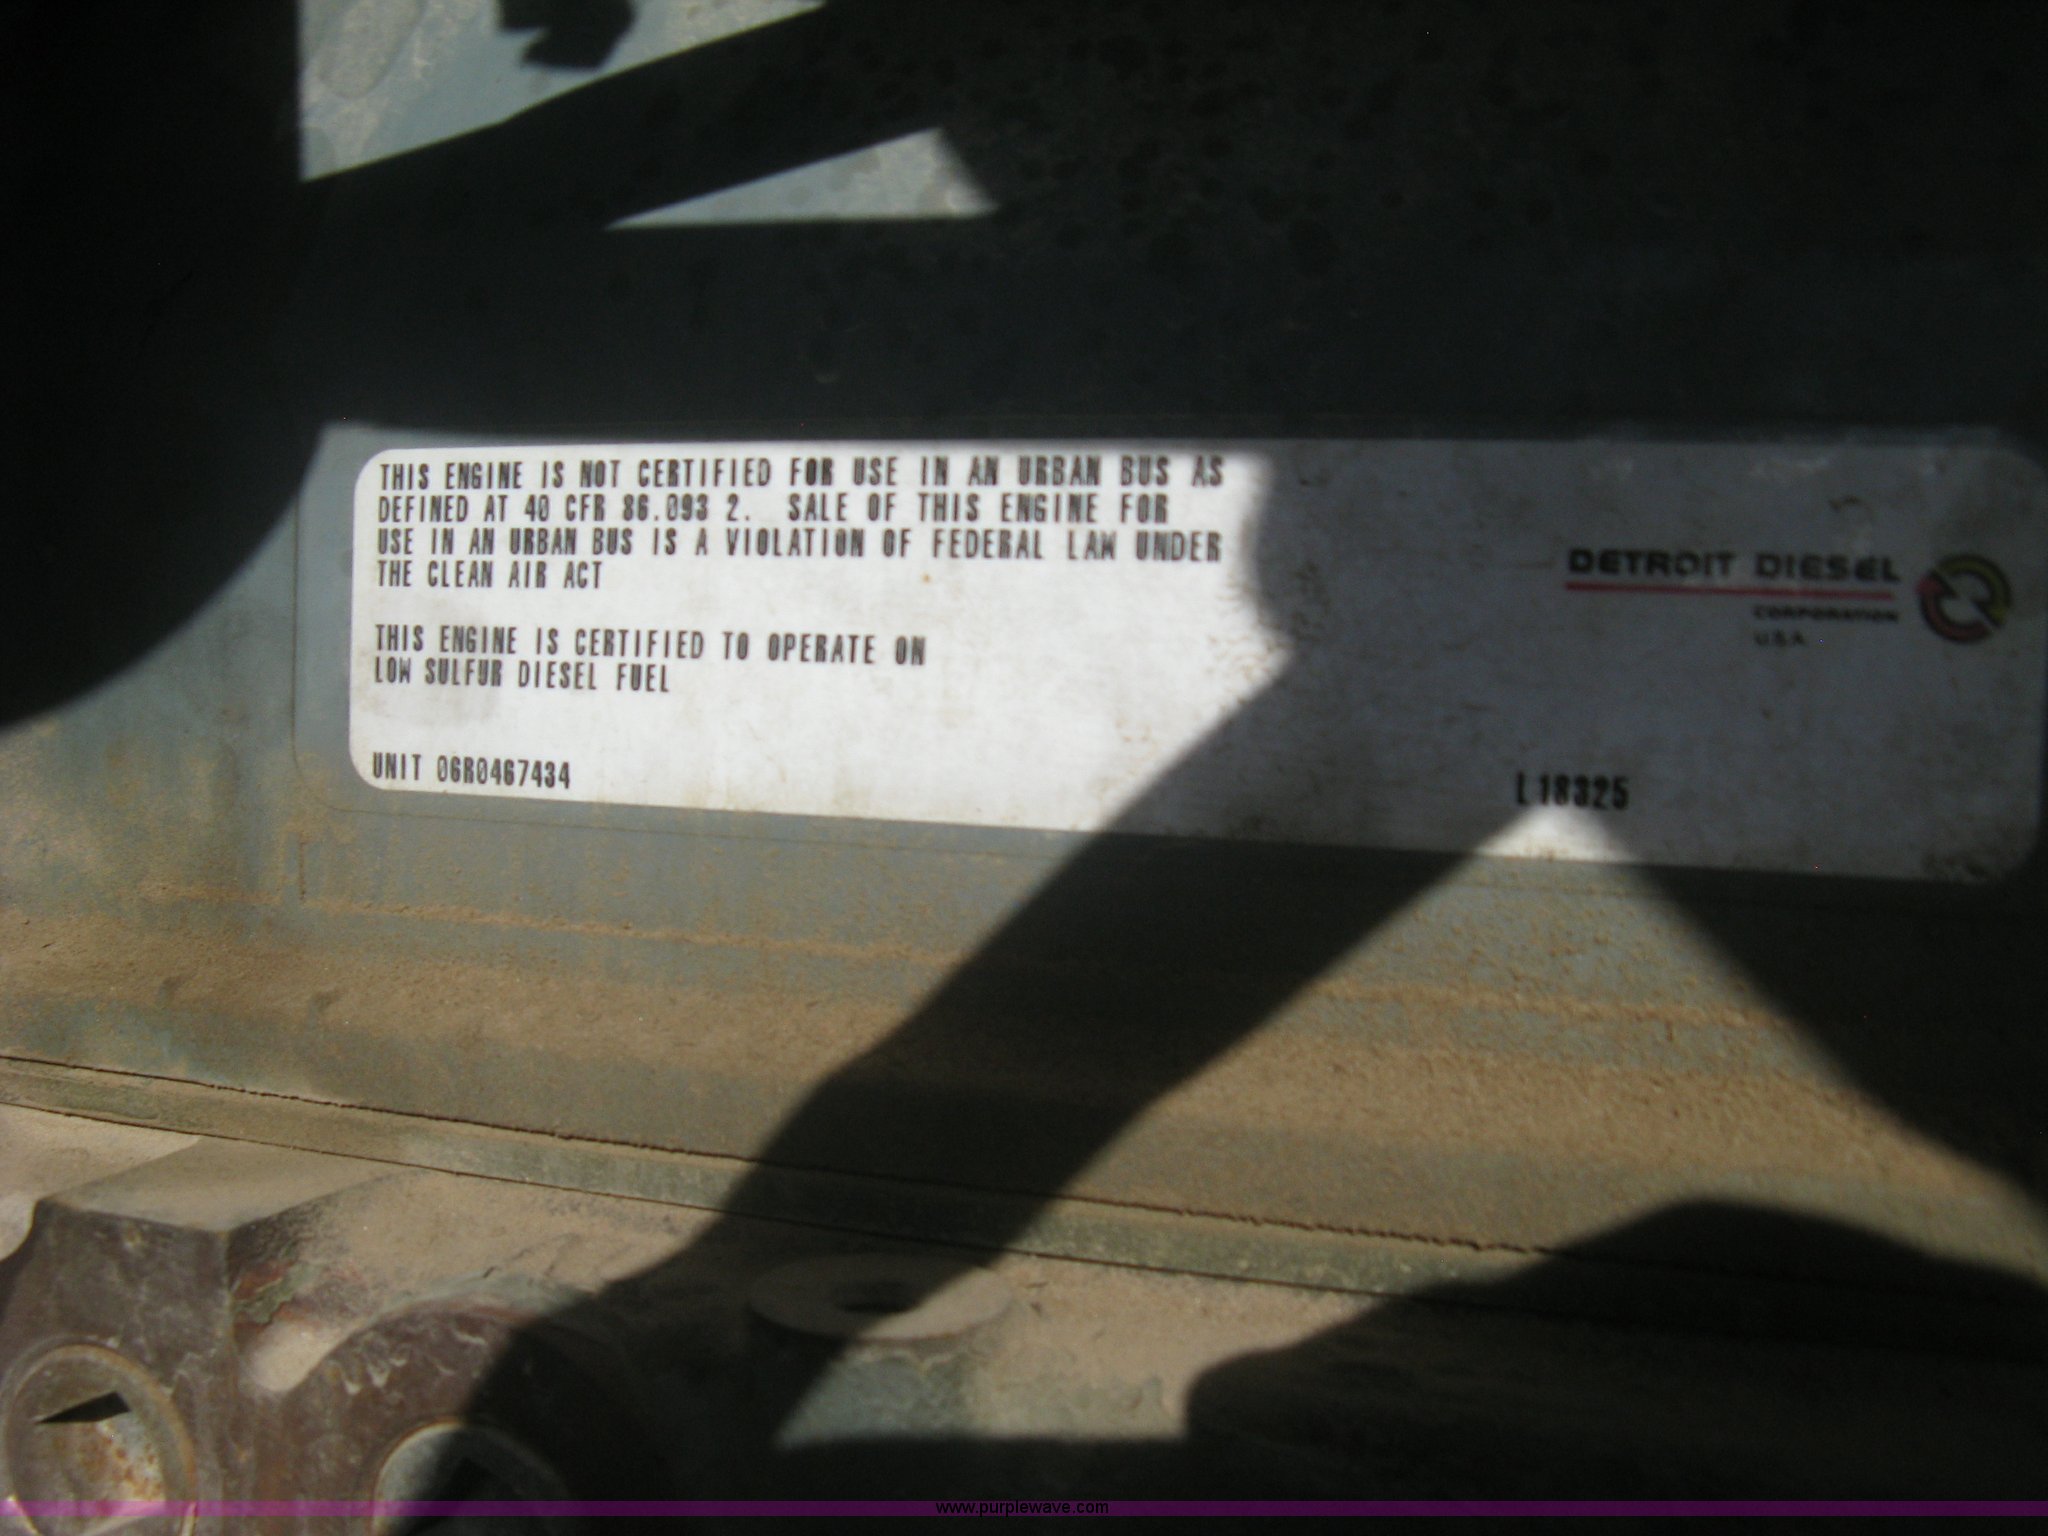 THIS ENGINE IS NOT CERTIFIED FOR USE IN AN URBAN BUS AS
DEFINED AT 40 CFR 86.093 2. SALE OF THIS ENGINE FOR
USE IN AN URBAN BUS IS A VIOLATION OF FEDERAL LAW UNDER
THE CLEAN AIR ACT
THIS ENGINE IS CERTIFIED TO OPERATE ON
LOW SULFUR DIESEL FUEL
UNIT 06R0467434
DETROIT DIESEL
CORPORATION
USA
L18325
www.purplewave.com